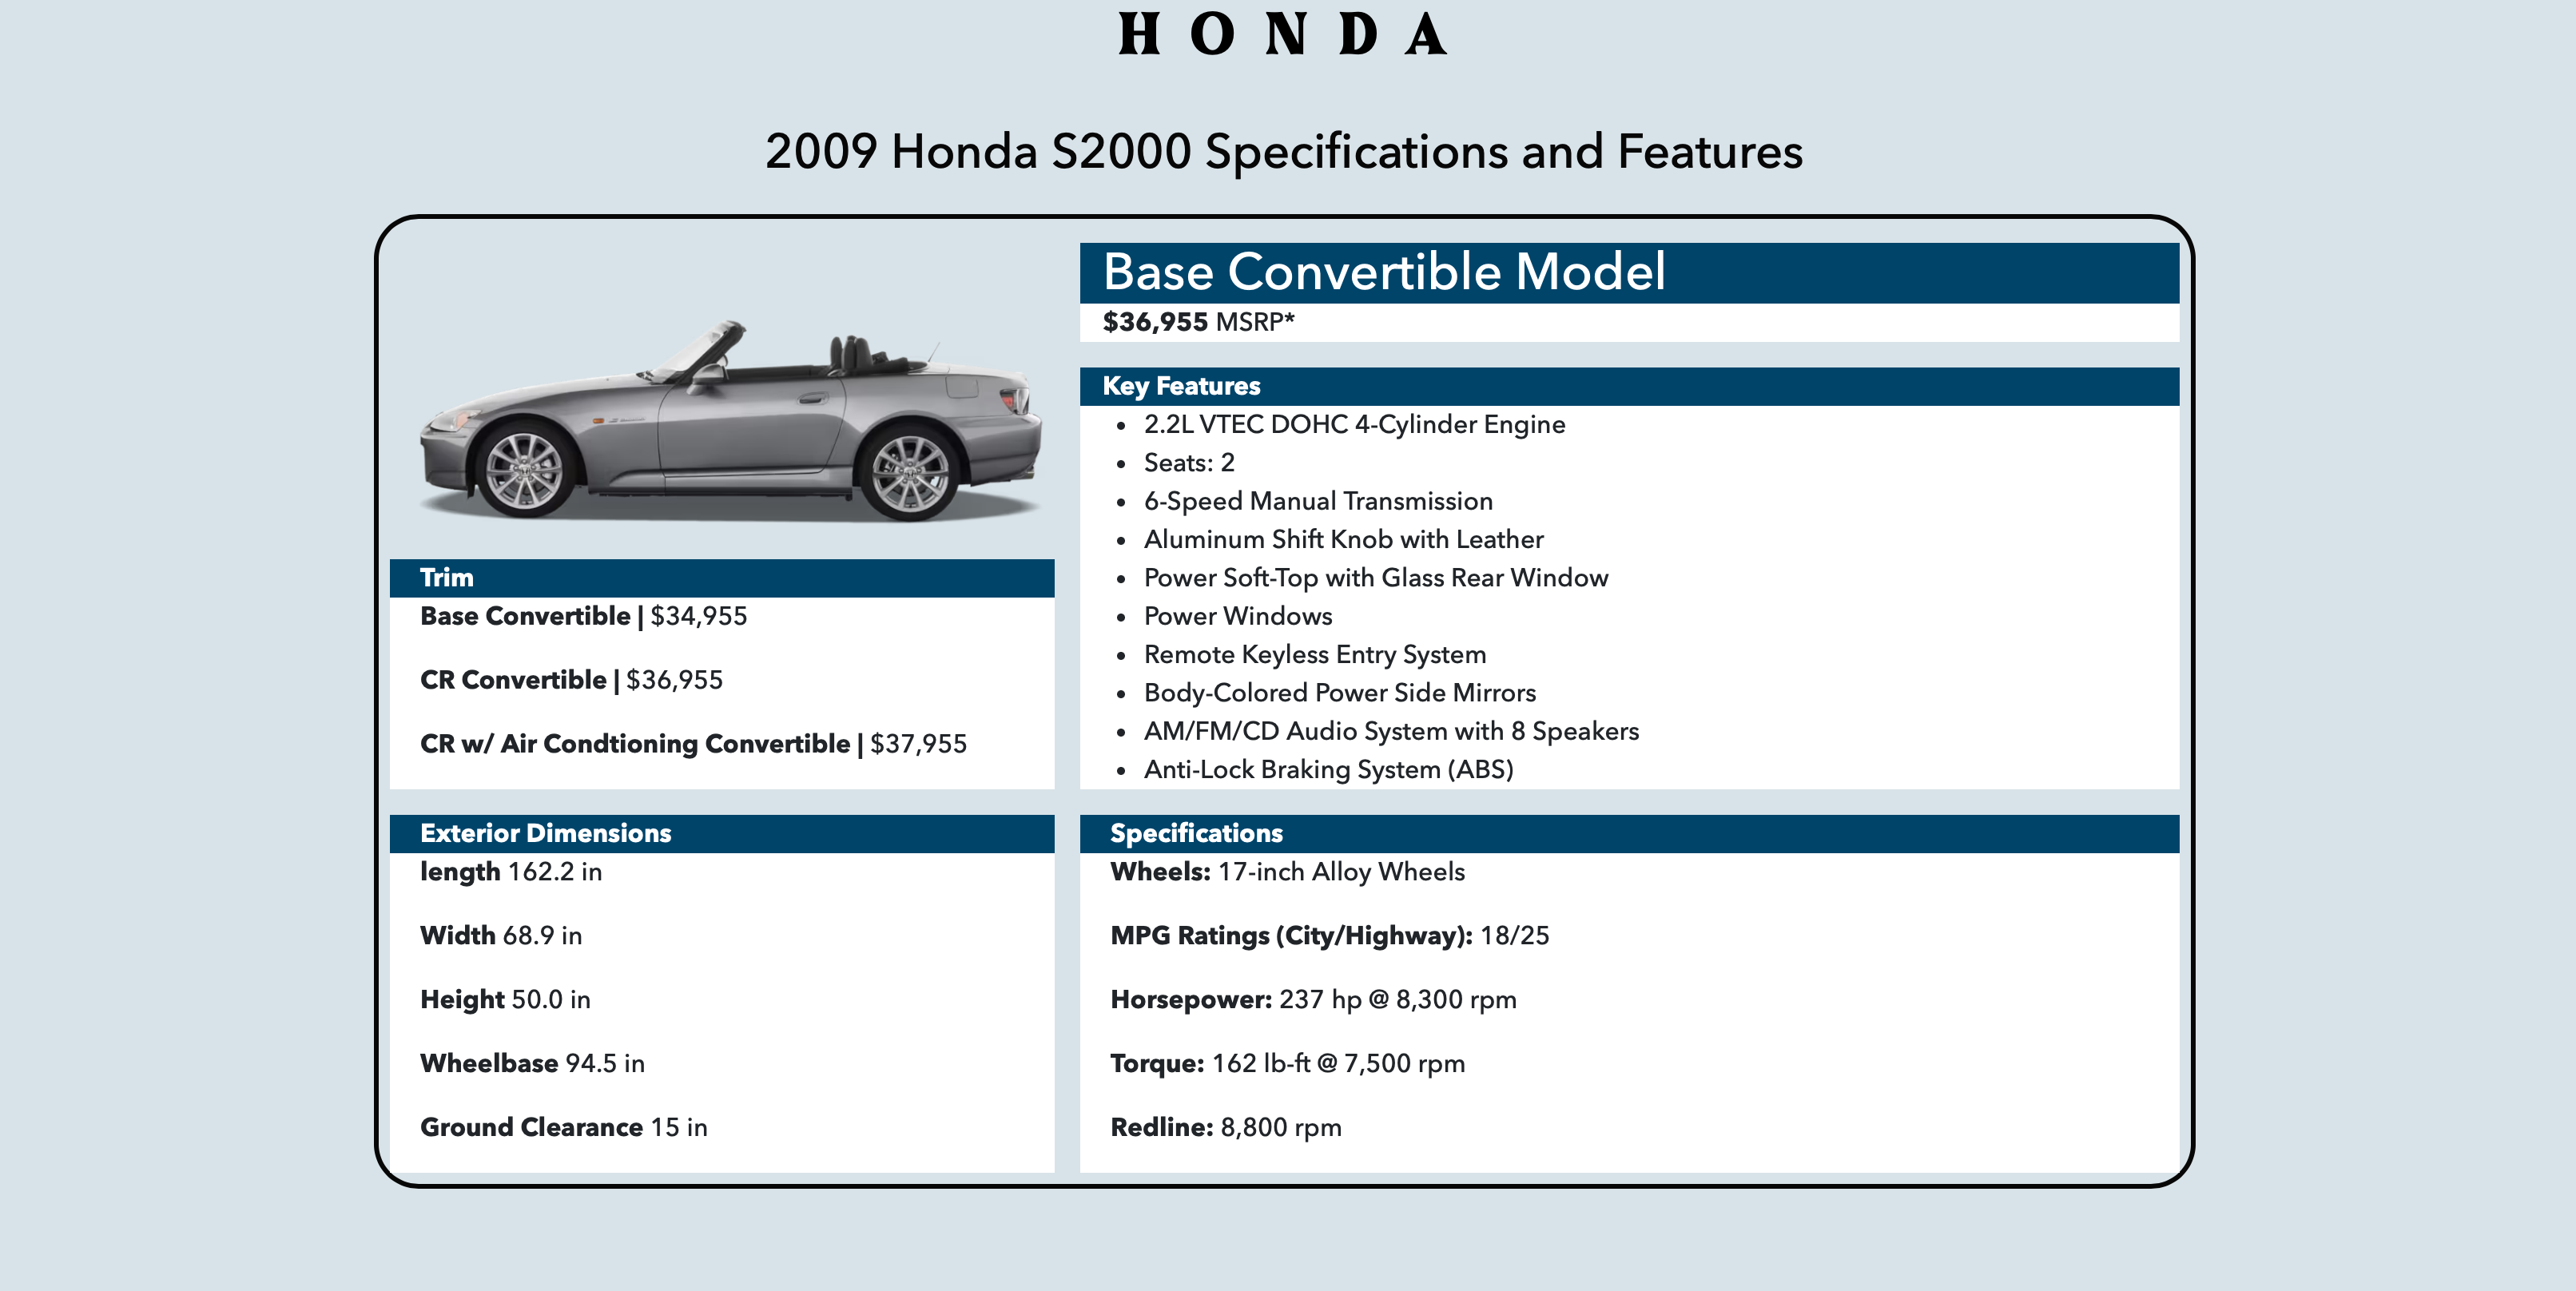 HONDA
2009 Honda S2000 Specifications and Features
Base Convertible Model
$36,955 MSRP*
Key Features
• 2.2L VTEC DOHC 4-Cylinder Engine
• Seats: 2
• 6-Speed Manual Transmission
• Aluminum Shift Knob with Leather
• Power Soft-Top with Glass Rear Window
• Power Windows
• Remote Keyless Entry System
• Body-Colored Power Side Mirrors
• AM/FM/CD Audio System with 8 Speakers
• Anti-Lock Braking System (ABS)
Trim
Base Convertible | $34,955
CR Convertible | $36,955
CR w/ Air Condtioning Convertible | $37,955
Exterior Dimensions
length 162.2 in
Width 68.9 in
Height 50.0 in
Wheelbase 94.5 in
Ground Clearance 15 in
Specifications
Wheels: 17-inch Alloy Wheels
MPG Ratings (City/Highway): 18/25
Horsepower: 237 hp @ 8,300 rpm
Torque: 162 lb-ft @ 7,500 rpm
Redline: 8,800 rpm